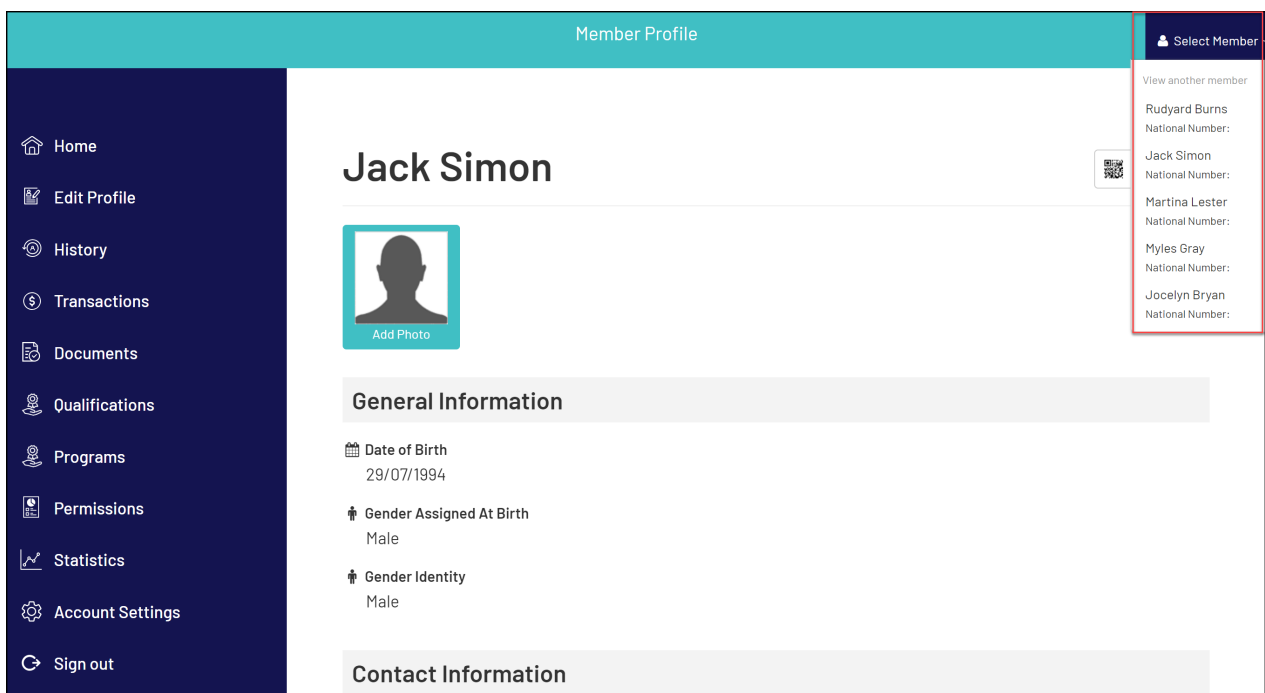 Member Profile
Select Member
View another member
Rudyard Burns
National Number:
Jack Simon
National Number:
Martina Lester
National Number:
Myles Gray
National Number:
Jocelyn Bryan
National Number:
Home
Edit Profile
History
Transactions
Documents
Qualifications
Programs
Permissions
Statistics
Account Settings
Sign out
Jack Simon
Add Photo
General Information
Date of Birth
29/07/1994
Gender Assigned At Birth
Male
Gender Identity
Male
Contact Information